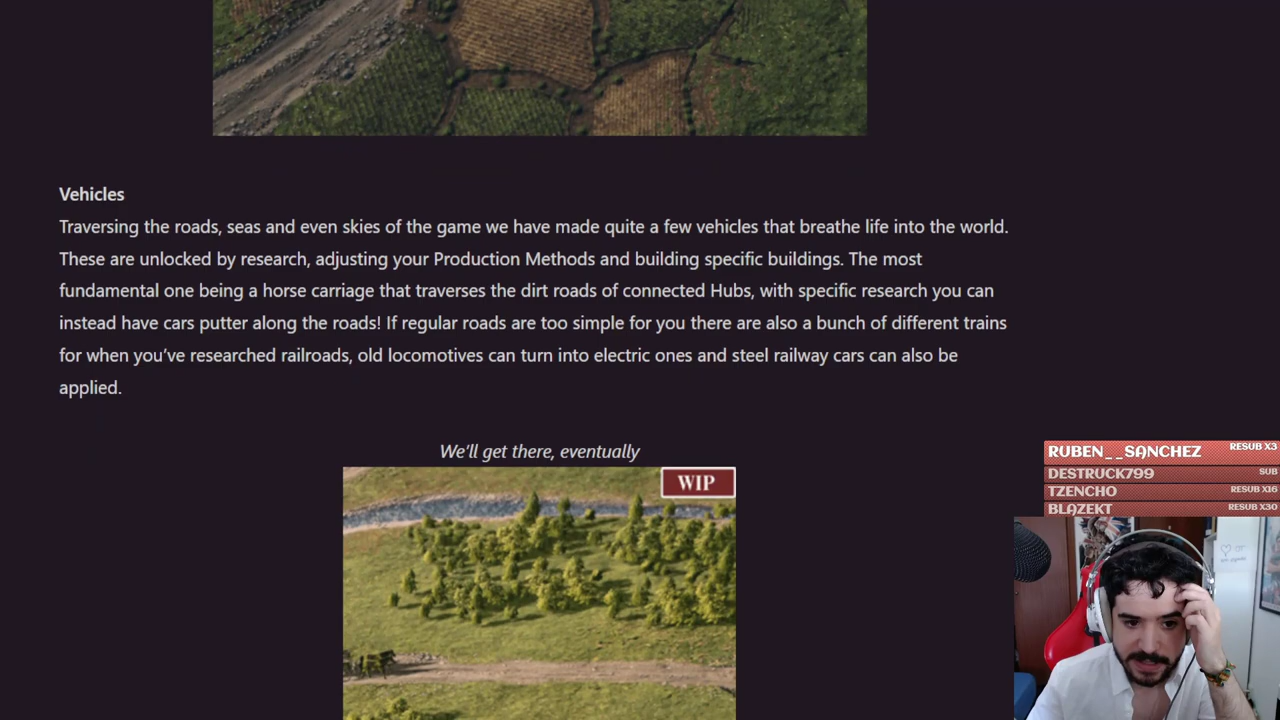 Vehicles
Traversing the roads, seas and even skies of the game we have made quite a few vehicles that breathe life into the world.
These are unlocked by research, adjusting your Production Methods and building specific buildings. The most
fundamental one being a horse carriage that traverses the dirt roads of connected Hubs, with specific research you can
instead have cars putter along the roads! If regular roads are too simple for you there are also a bunch of different trains
for when you've researched railroads, old locomotives can turn into electric ones and steel railway cars can also be
applied.
We'll get there, eventually
WIP
RUBEN__SANCHEZ RESUB X3
DESTRUCK799 SUB
TZENCHO RESUB X16
BLAZEKT RESUB X30